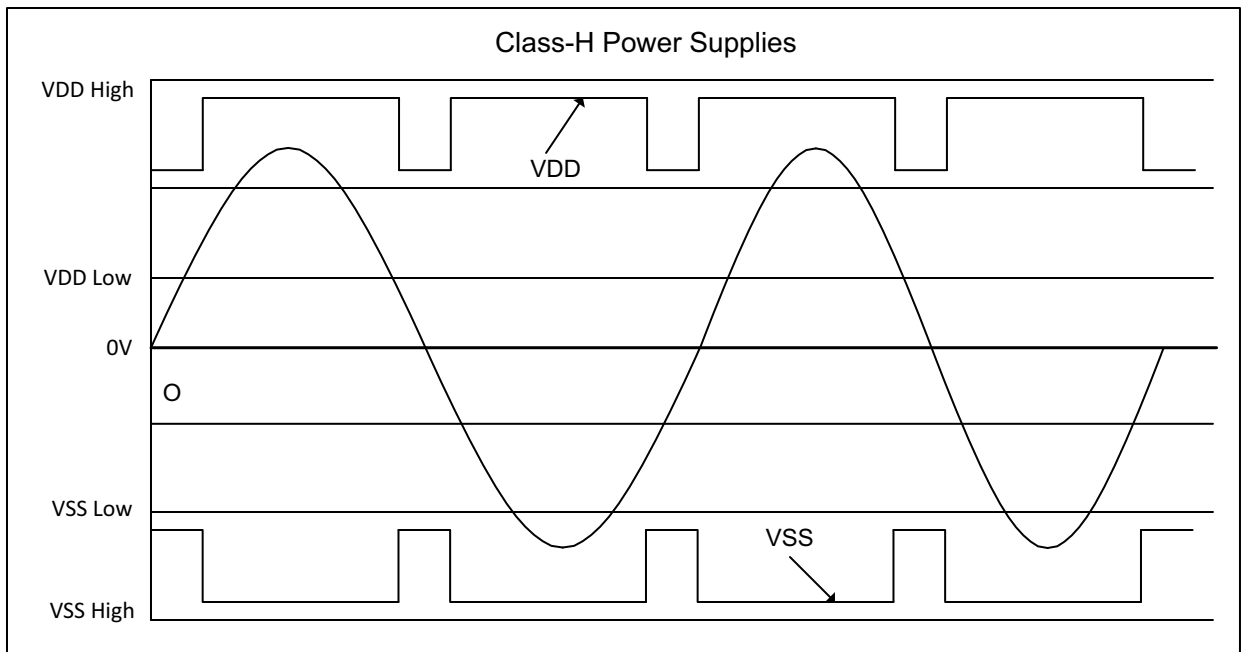 Class-H Power Supplies
VDD High
VDD
VDD Low
0V
O
VSS Low
VSS
VSS High